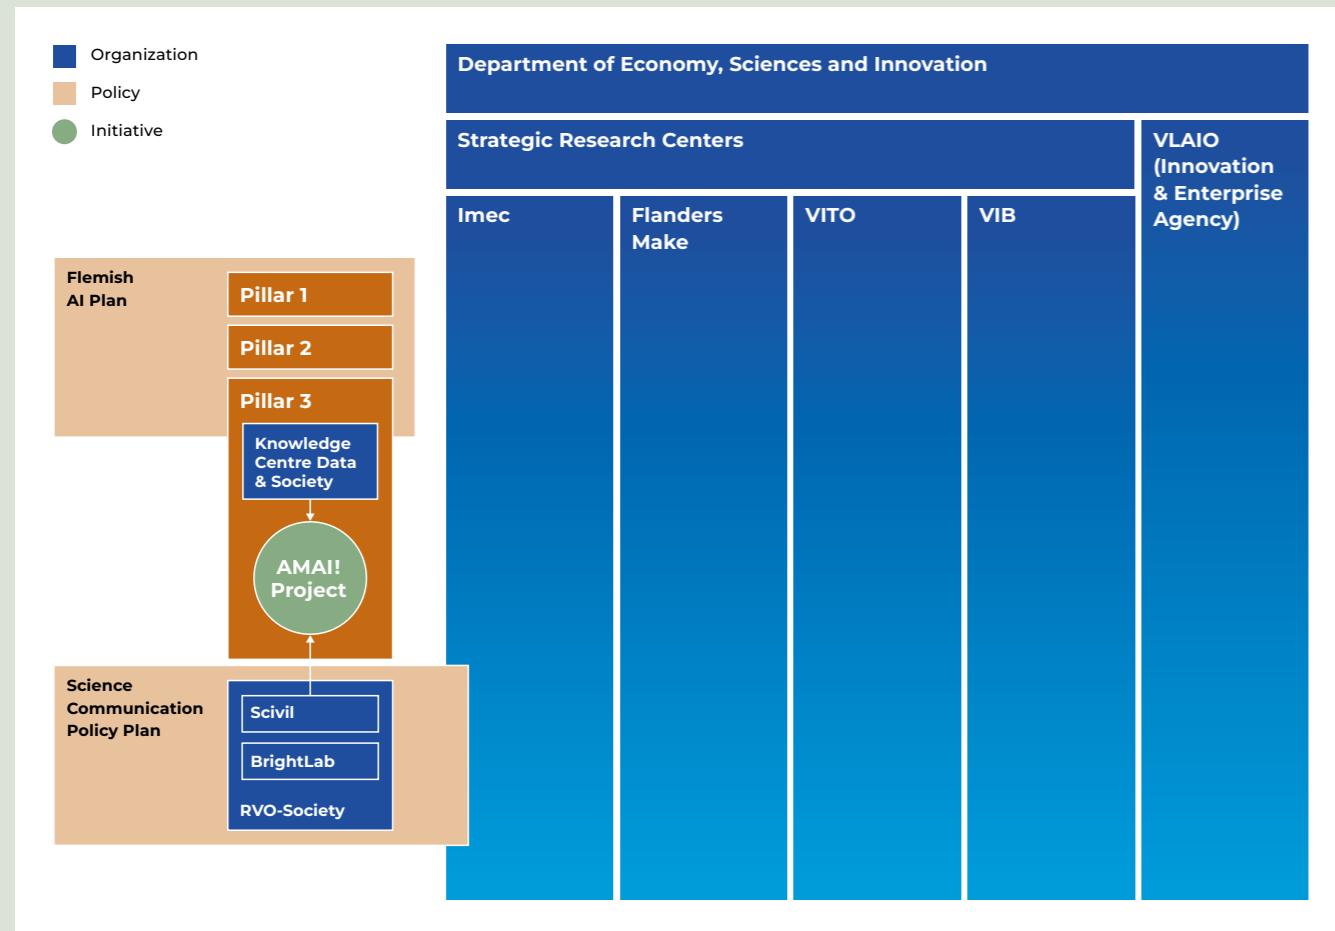 Organization
Policy
Initiative
Department of Economy, Sciences and Innovation
Strategic Research Centers
VLAIO
(Innovation
& Enterprise
Agency)
Imec
Flanders
Make
VITO
VIB
Flemish
AI Plan
Pillar 1
Pillar 2
Pillar 3
Knowledge
Centre Data
& Society
AMAI!
Project
Science
Communication
Policy Plan
Scivil
BrightLab
RVO-Society